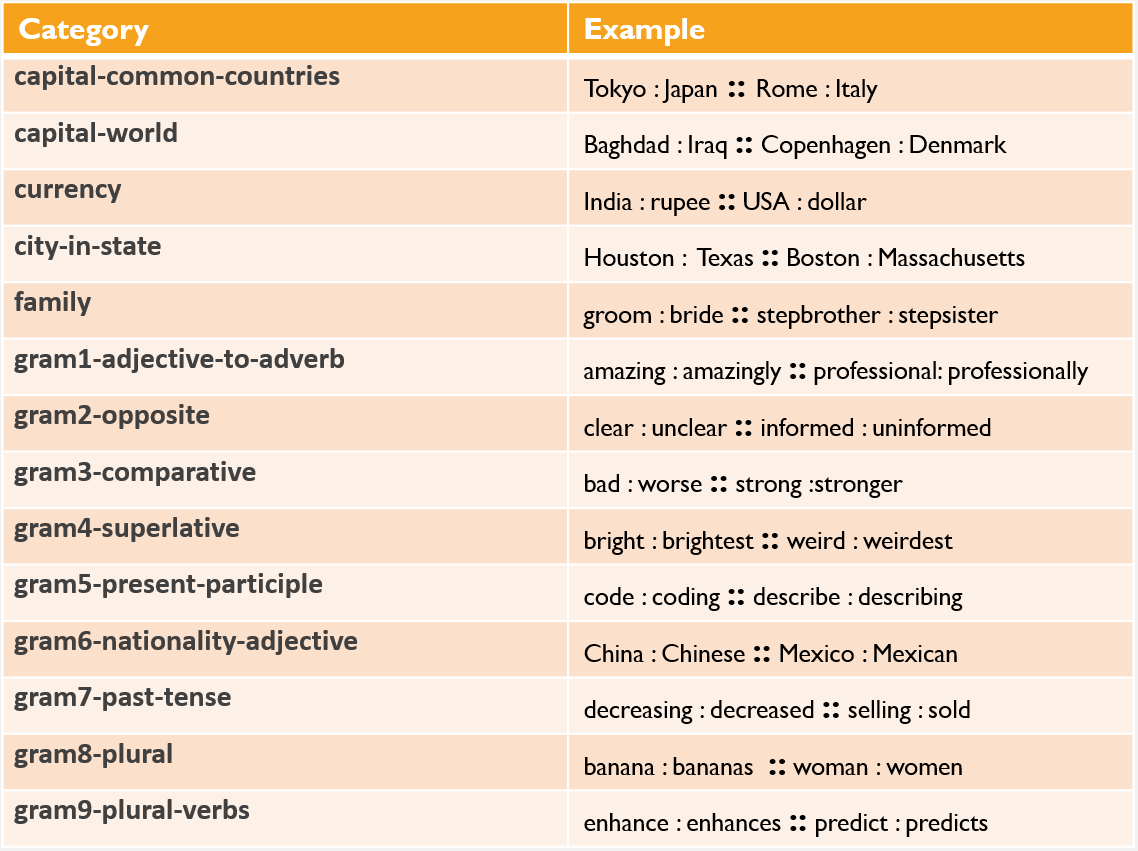 Category Example
capital-common-countries Tokyo : Japan :: Rome : Italy
capital-world Baghdad : Iraq :: Copenhagen : Denmark
currency India : rupee :: USA : dollar
city-in-state Houston : Texas :: Boston : Massachusetts
family groom : bride :: stepbrother : stepsister
gram1-adjective-to-adverb amazing : amazingly :: professional: professionally
gram2-opposite clear : unclear :: informed : uninformed
gram3-comparative bad : worse :: strong :stronger
gram4-superlative bright : brightest :: weird : weirdest
gram5-present-participle code : coding :: describe : describing
gram6-nationality-adjective China : Chinese :: Mexico : Mexican
gram7-past-tense decreasing : decreased :: selling : sold
gram8-plural banana : bananas :: woman : women
gram9-plural-verbs enhance : enhances :: predict : predicts